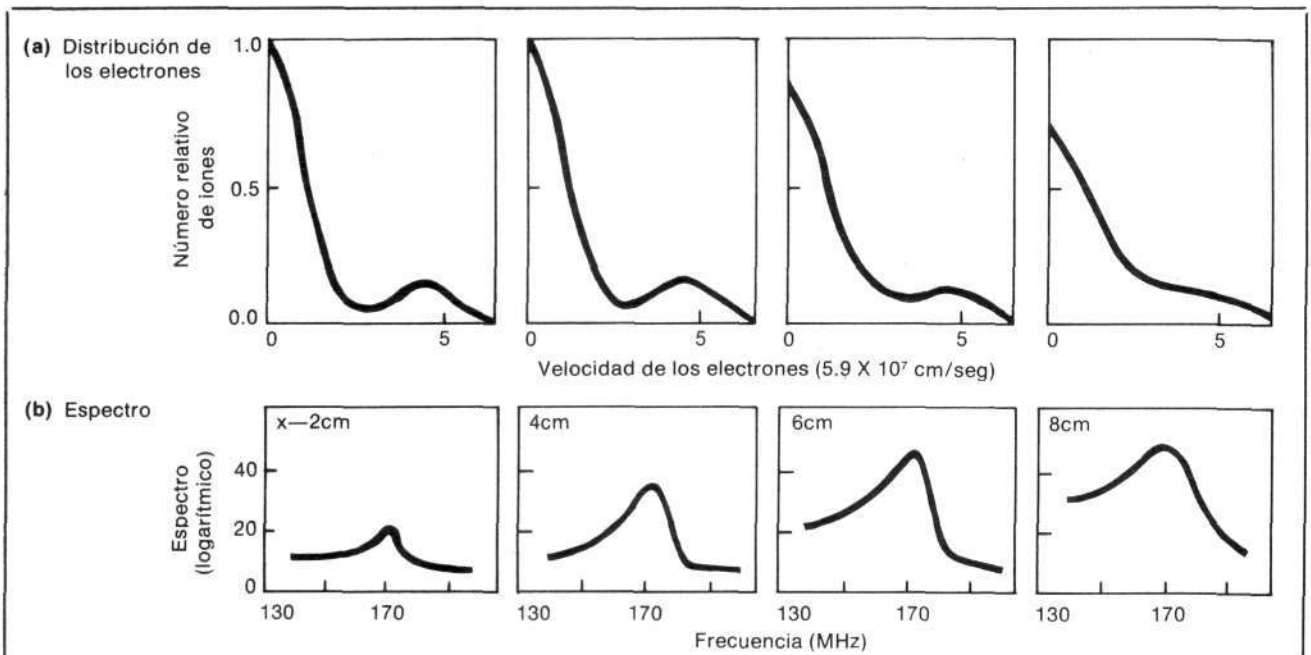 (a) Distribución de
los electrones
Número relativo
de iones
1.0
0.5
0.0
0 5 0 5 0 5 0 5
Velocidad de los electrones (5.9 X 10⁷ cm/seg)
(b) Espectro
Espectro
(logarítmico)
40
20
0
x—2cm 4cm 6cm 8cm
130 170 130 170 130 170 130 170
Frecuencia (MHz)